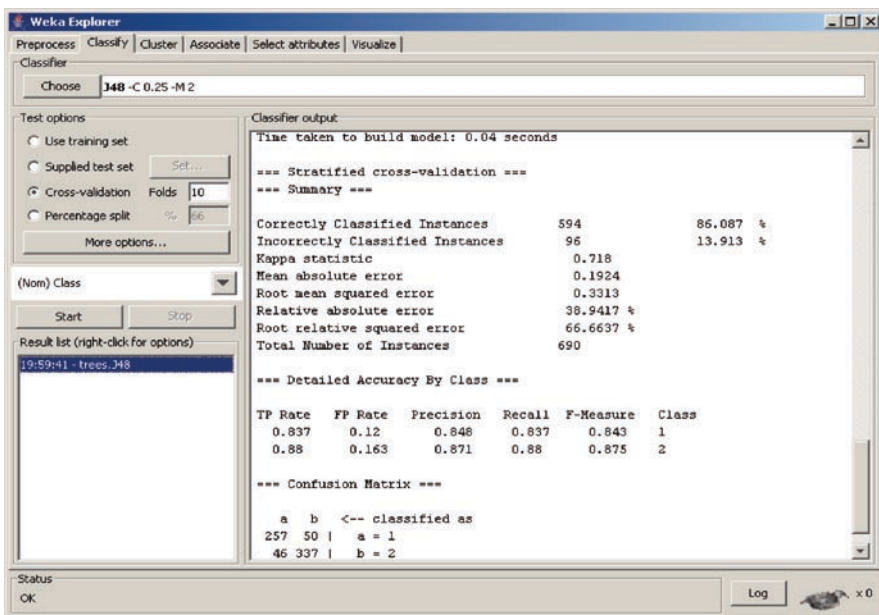 Weka Explorer
Preprocess Classify Cluster Associate Select attributes Visualize
Classifier
Choose J48 -C 0.25 -M 2
Test options
Use training set
Supplied test set Set...
Cross-validation Folds 10
Percentage split % 66
More options...
(Nom) Class
Start Stop
Result list (right-click for options)
19:59:41 - trees.J48
Classifier output
Time taken to build model: 0.04 seconds
=== Stratified cross-validation ===
=== Summary ===
Correctly Classified Instances 594 86.087 %
Incorrectly Classified Instances 96 13.913 %
Kappa statistic 0.718
Mean absolute error 0.1924
Root mean squared error 0.3313
Relative absolute error 38.9417 %
Root relative squared error 66.6637 %
Total Number of Instances 690
=== Detailed Accuracy By Class ===
TP Rate FP Rate Precision Recall F-Measure Class
0.837 0.12 0.848 0.837 0.843 1
0.88 0.163 0.871 0.88 0.875 2
=== Confusion Matrix ===
a b <-- classified as
257 50 | a = 1
46 337 | b = 2
Status
OK
Log x 0